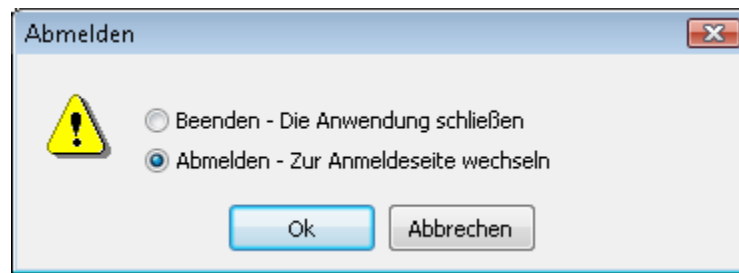 Abmelden
Beenden - Die Anwendung schließen
Abmelden - Zur Anmeldeseite wechseln
Ok Abbrechen